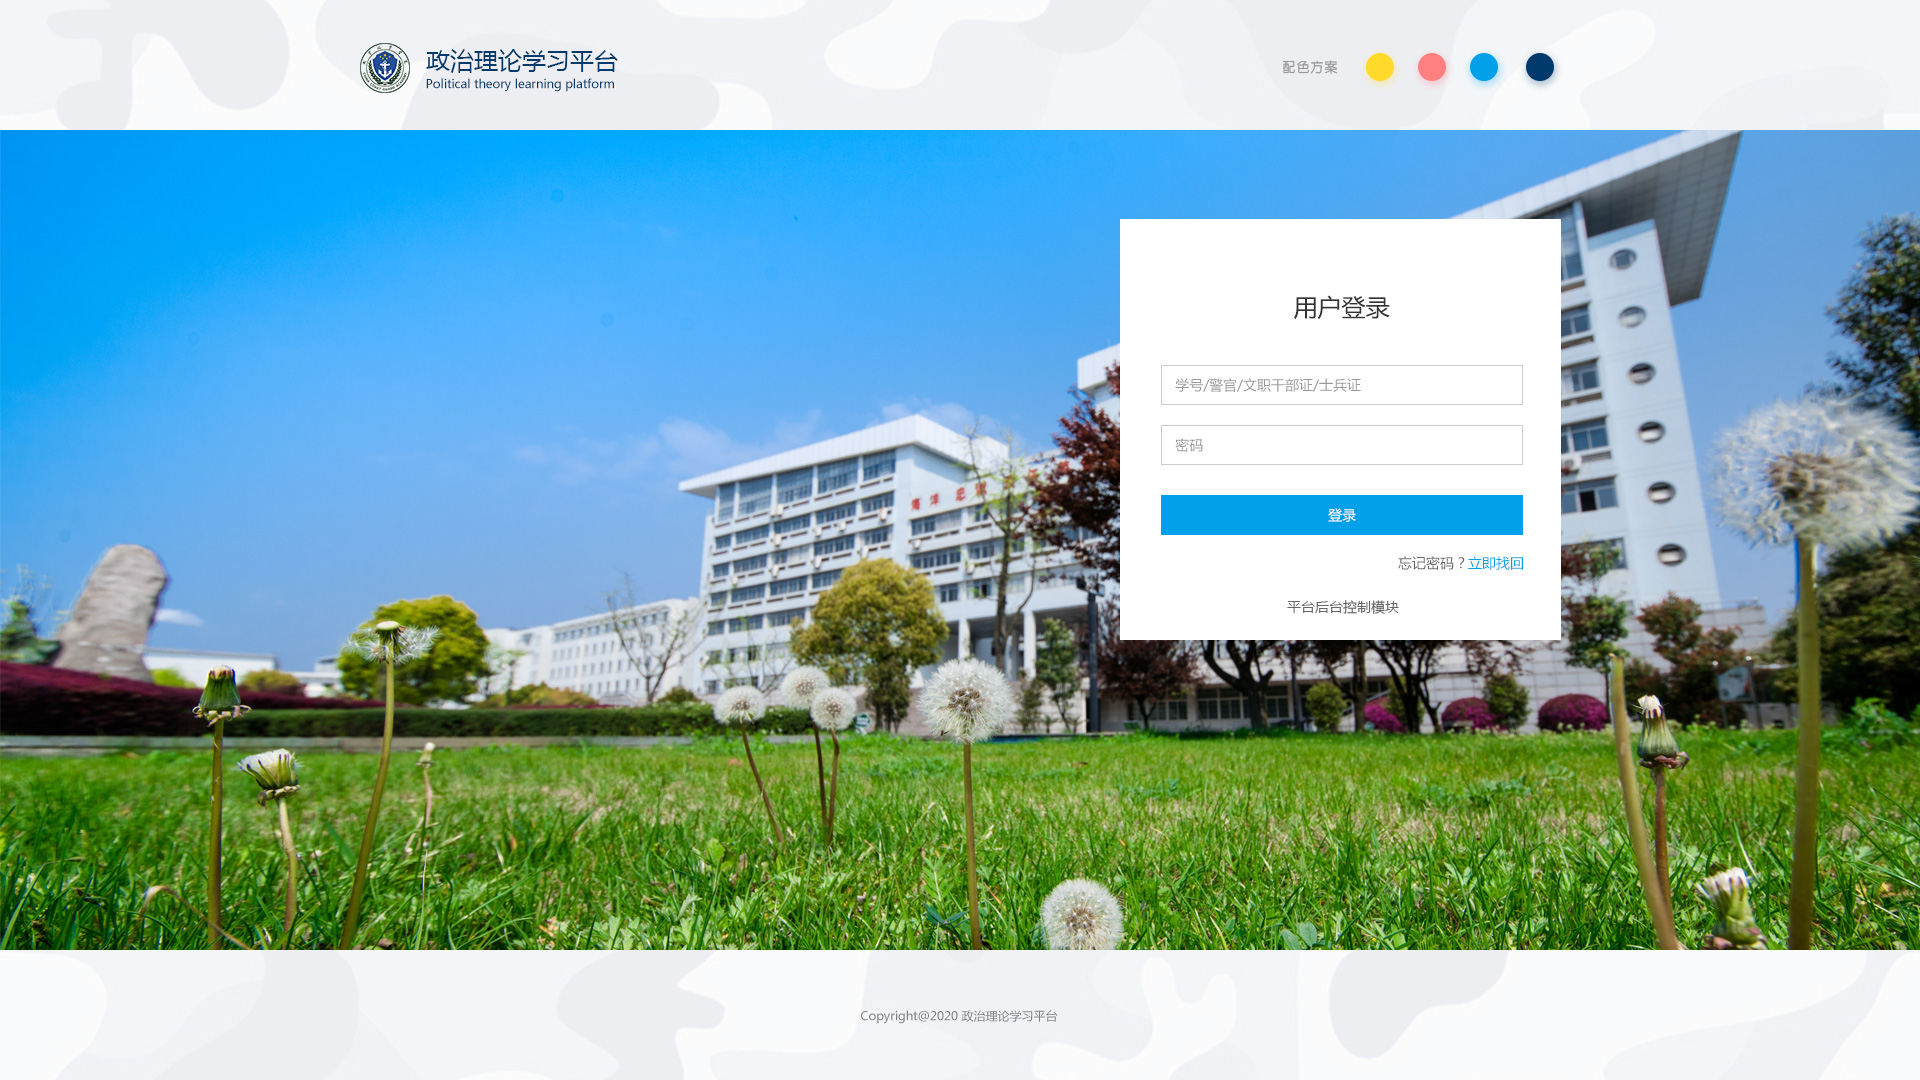 政治理论学习平台
Political theory learning platform
配色方案
海洋忠
用户登录
学号/警官/文职干部证/士兵证
密码
登录
忘记密码？立即找回
平台后台控制模块
Copyright@2020 政治理论学习平台